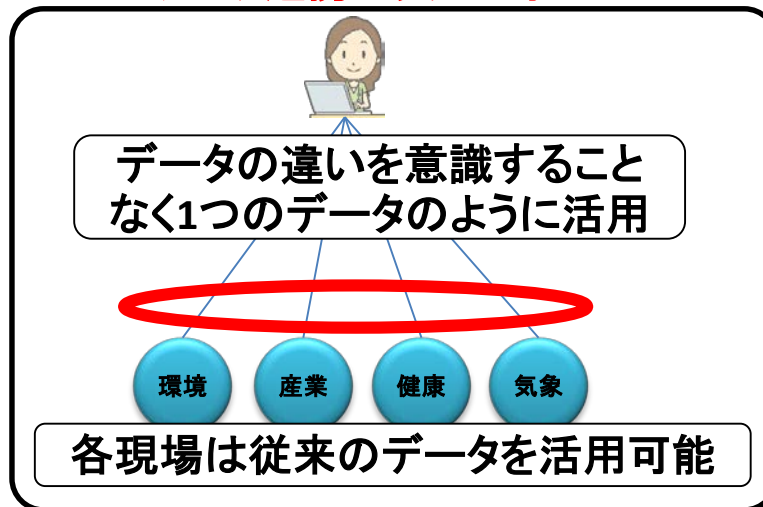 データの違いを意識すること
なく1つのデータのように活用
環境 産業 健康 気象
各現場は従来のデータを活用可能